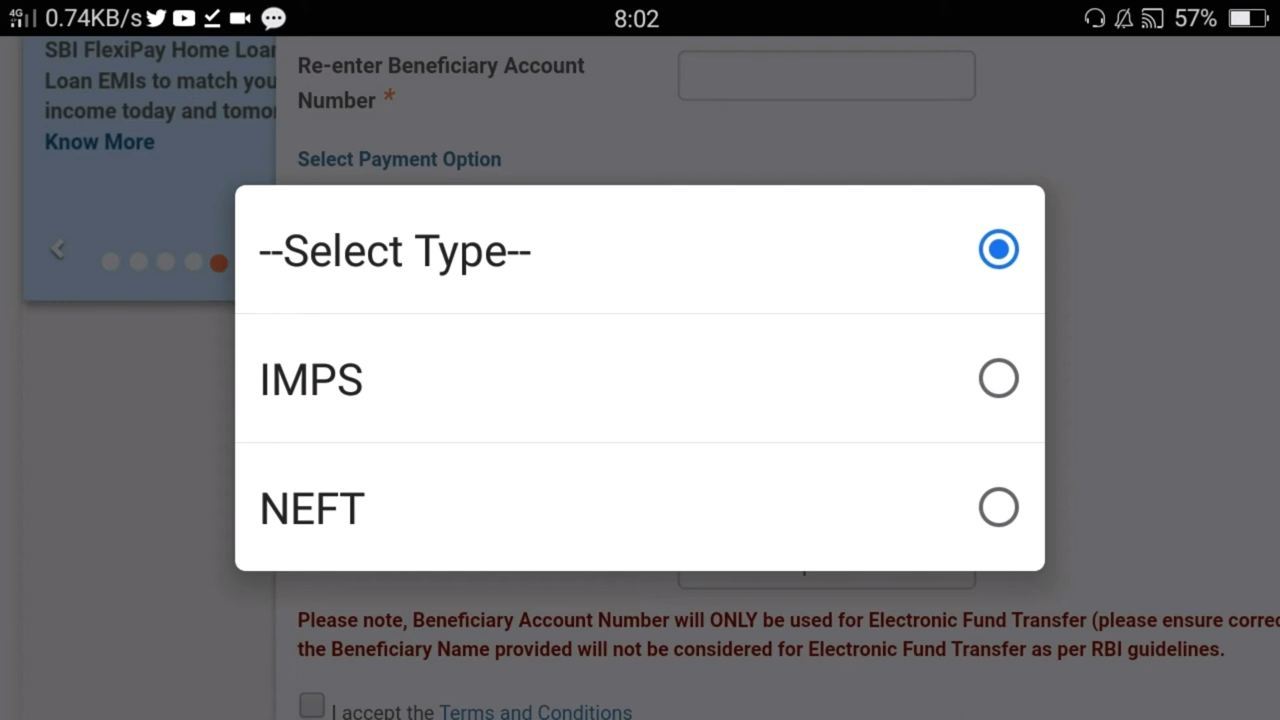 4G 0.74KB/s 8:02 57%
SBI FlexiPay Home Loan
Loan EMIs to match you
income today and tomo
Know More
Re-enter Beneficiary Account
Number *
Select Payment Option
--Select Type--
IMPS
NEFT
Please note, Beneficiary Account Number will ONLY be used for Electronic Fund Transfer (please ensure correc
the Beneficiary Name provided will not be considered for Electronic Fund Transfer as per RBI guidelines.
I accept the Terms and Conditions